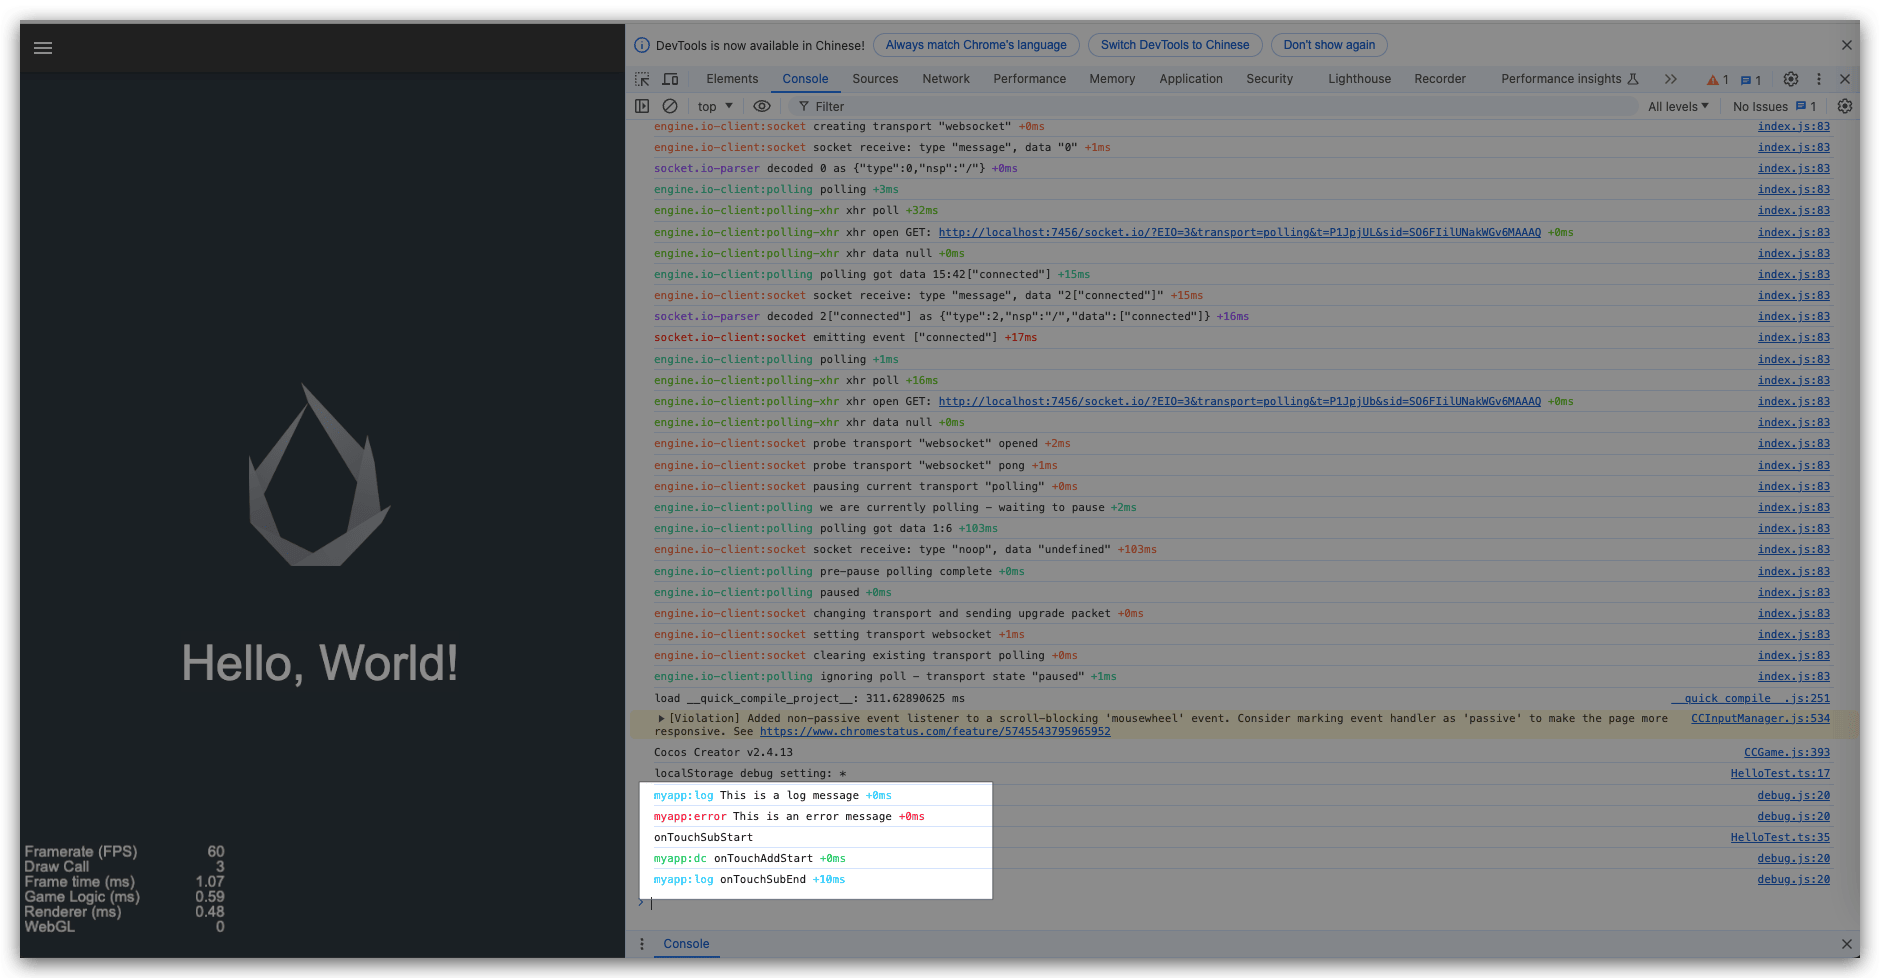 DevTools is now available in Chinese! Always match Chrome's language Switch DevTools to Chinese Don't show again
Elements Console Sources Network Performance Memory Application Security Lighthouse Recorder Performance insights 1 1
top Filter All levels No Issues 1
engine.io-client:socket creating transport "websocket" +0ms index.js:83
engine.io-client:socket socket receive: type "message", data "0" +1ms index.js:83
socket.io-parser decoded 0 as {"type":0,"nsp":"/"} +0ms index.js:83
engine.io-client:polling polling +3ms index.js:83
engine.io-client:polling-xhr xhr poll +32ms index.js:83
engine.io-client:polling-xhr xhr open GET: http://localhost:7456/socket.io/?EIO=3&transport=polling&t=P1JpjUL&sid=SO6FIilUNakWGv6MAAAQ +0ms index.js:83
engine.io-client:polling-xhr xhr data null +0ms index.js:83
engine.io-client:polling polling got data 15:42["connected"] +15ms index.js:83
engine.io-client:socket socket receive: type "message", data "2["connected"]" +15ms index.js:83
socket.io-parser decoded 2["connected"] as {"type":2,"nsp":"/","data":["connected"]} +16ms index.js:83
socket.io-client:socket emitting event ["connected"] +17ms index.js:83
engine.io-client:polling polling +1ms index.js:83
engine.io-client:polling-xhr xhr poll +16ms index.js:83
engine.io-client:polling-xhr xhr open GET: http://localhost:7456/socket.io/?EIO=3&transport=polling&t=P1JpjUb&sid=SO6FIilUNakWGv6MAAAQ +0ms index.js:83
engine.io-client:polling-xhr xhr data null +0ms index.js:83
engine.io-client:socket probe transport "websocket" opened +2ms index.js:83
engine.io-client:socket probe transport "websocket" pong +1ms index.js:83
engine.io-client:socket pausing current transport "polling" +0ms index.js:83
engine.io-client:polling we are currently polling - waiting to pause +2ms index.js:83
engine.io-client:polling polling got data 1:6 +103ms index.js:83
engine.io-client:socket socket receive: type "noop", data "undefined" +103ms index.js:83
engine.io-client:polling pre-pause polling complete +0ms index.js:83
engine.io-client:polling paused +0ms index.js:83
engine.io-client:socket changing transport and sending upgrade packet +0ms index.js:83
engine.io-client:socket setting transport websocket +1ms index.js:83
engine.io-client:socket clearing existing transport polling +0ms index.js:83
engine.io-client:polling ignoring poll - transport state "paused" +1ms index.js:83
load __quick_compile_project__: 311.62890625 ms __quick_compile__.js:251
[Violation] Added non-passive event listener to a scroll-blocking 'mousewheel' event. Consider marking event handler as 'passive' to make the page more CCInputManager.js:534
responsive. See https://www.chromestatus.com/feature/5745543795965952
Cocos Creator v2.4.13 CCGame.js:393
localStorage debug setting: * HelloTest.ts:17
myapp:log This is a log message +0ms debug.js:20
myapp:error This is an error message +0ms debug.js:20
onTouchSubStart HelloTest.ts:35
myapp:dc onTouchAddStart +0ms debug.js:20
myapp:log onTouchSubEnd +10ms debug.js:20
Console
Hello, World!
Framerate (FPS) 60
Draw Call 3
Frame time (ms) 1.07
Game Logic (ms) 0.59
Renderer (ms) 0.48
WebGL 0